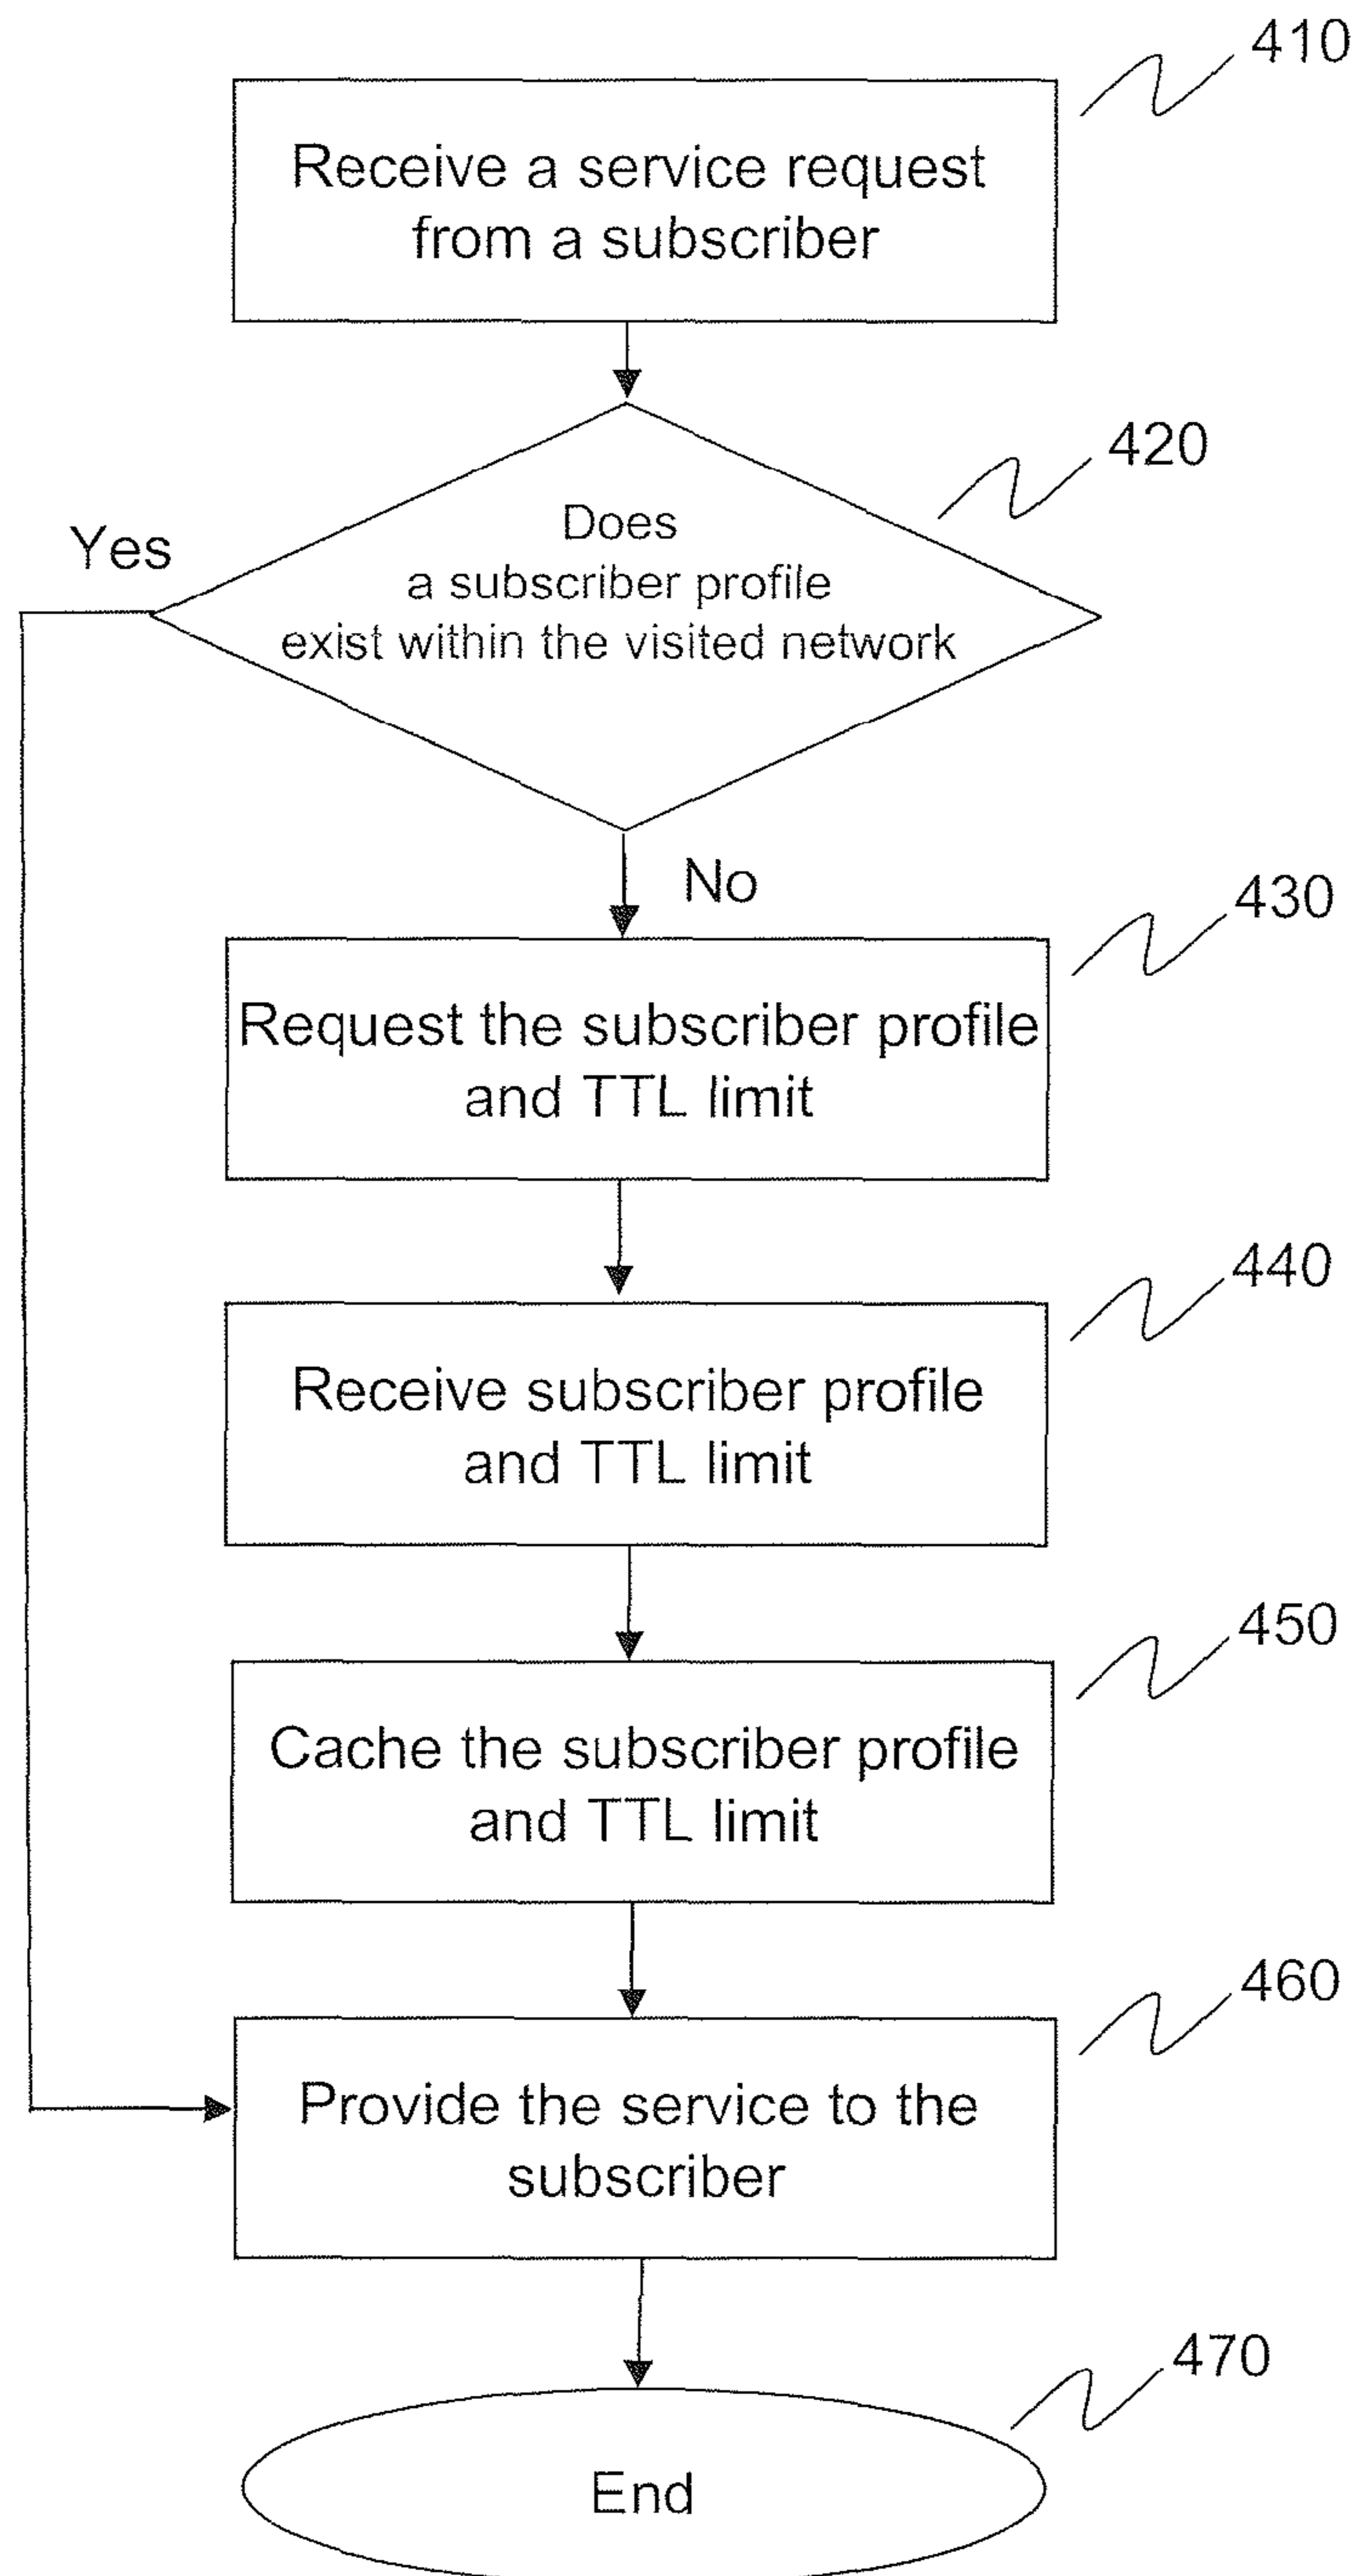 410
Receive a service request
from a subscriber
420
Yes
Does
a subscriber profile
exist within the visited network
No
430
Request the subscriber profile
and TTL limit
440
Receive subscriber profile
and TTL limit
450
Cache the subscriber profile
and TTL limit
460
Provide the service to the
subscriber
470
End